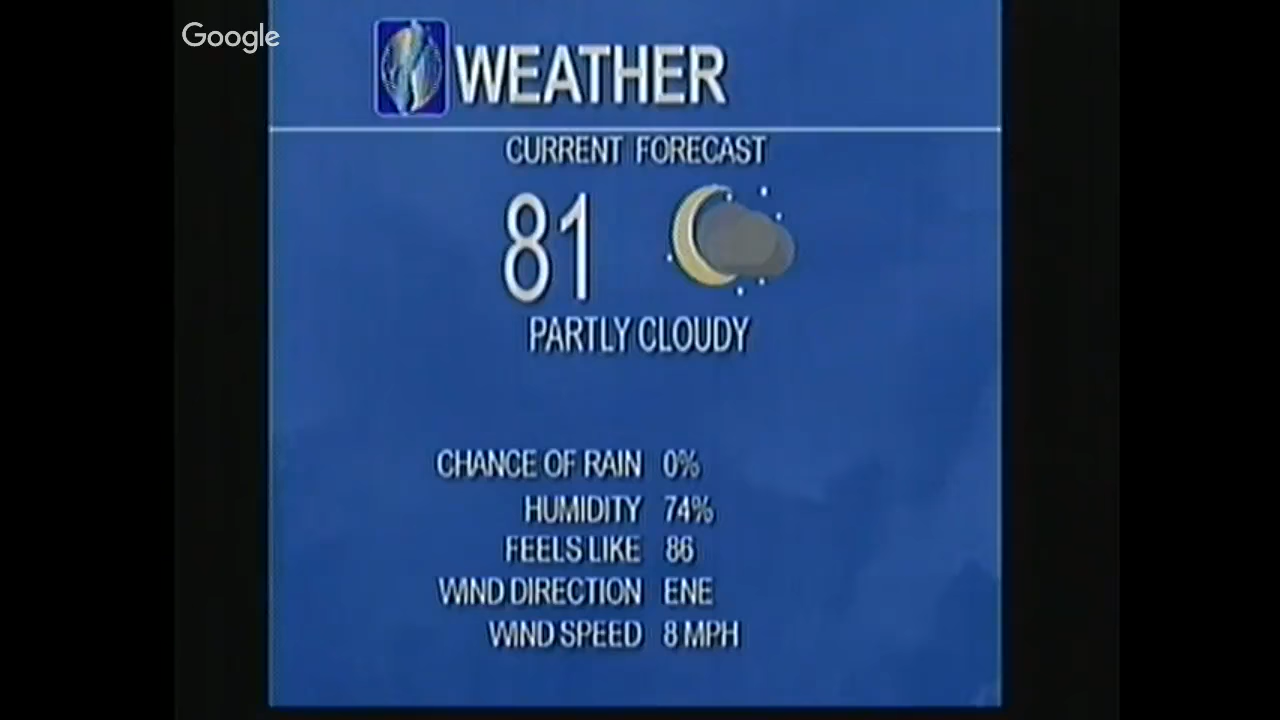 Google
WEATHER
CURRENT FORECAST
81
PARTLY CLOUDY
CHANCE OF RAIN 0%
HUMIDITY 74%
FEELS LIKE 86
WIND DIRECTION ENE
WIND SPEED 8 MPH